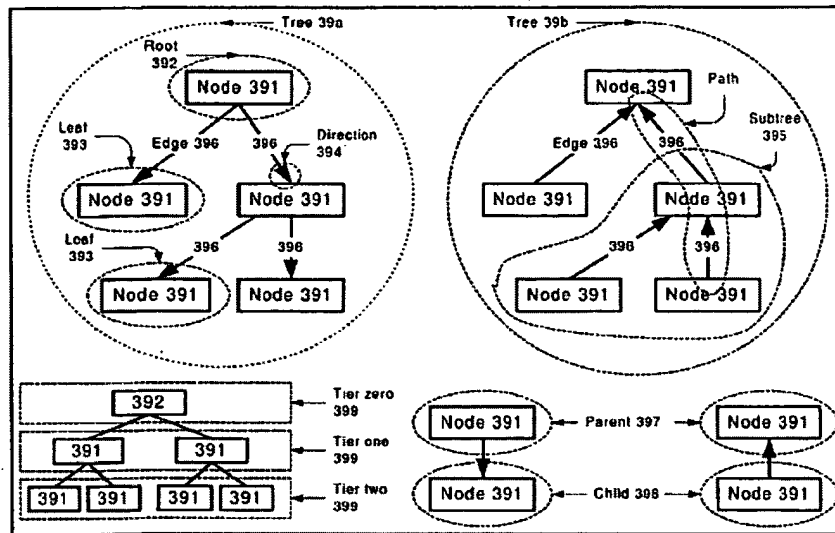 Tree 39a
Root
392
Node 391
Leaf
393
Edge 396
396
Direction
394
Node 391
Node 391
Leaf
393
396
396
Node 391
Node 391
Tree 39b
Node 391
Path
Subtree
395
Edge 396
396
Node 391
Node 391
396
396
Node 391
Node 391
392
Tier zero
399
391
391
Tier one
399
391
391
391
391
Tier two
399
Node 391
Parent 397
Node 391
Node 391
Child 398
Node 391